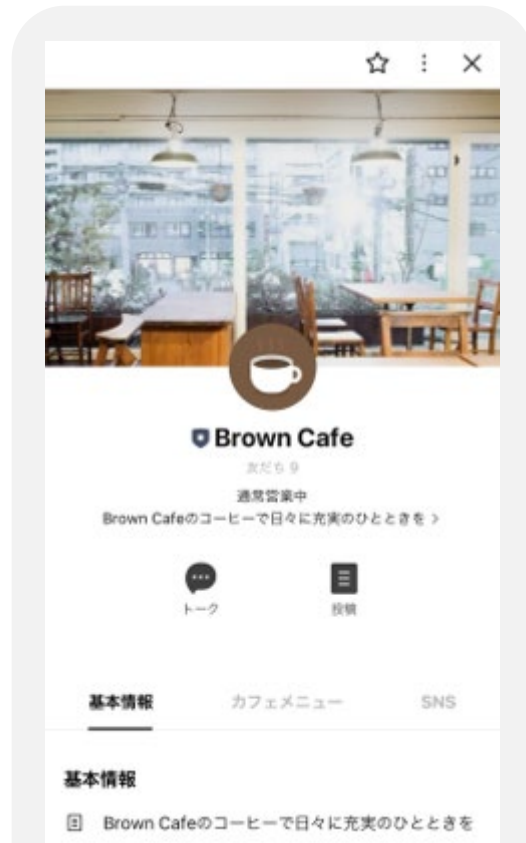 Brown Cafe
友だち 9
通常営業中
Brown Cafeのコーヒーで日々に充実のひとときを >
トーク 投稿
基本情報 カフェメニュー SNS
基本情報
Brown Cafeのコーヒーで日々に充実のひとときを